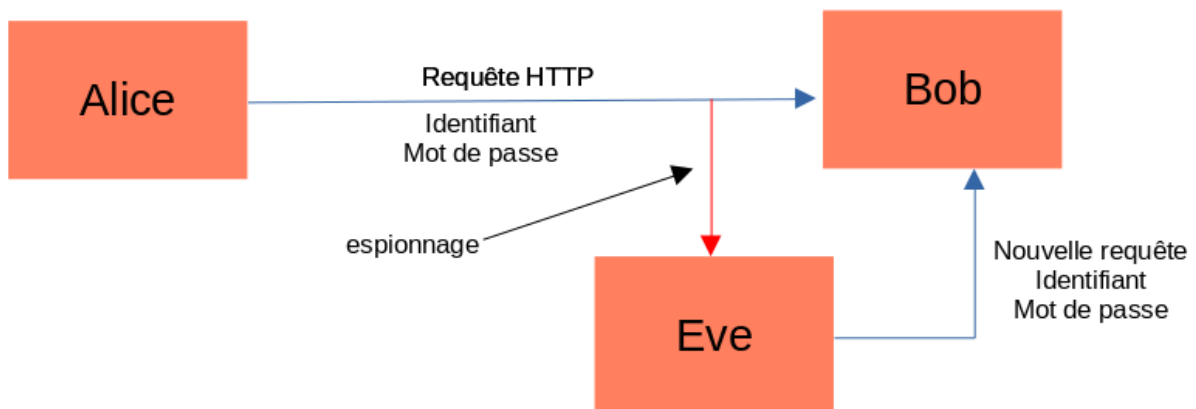 Alice
Requête HTTP
Identifiant
Mot de passe
Bob
espionnage
Eve
Nouvelle requête
Identifiant
Mot de passe